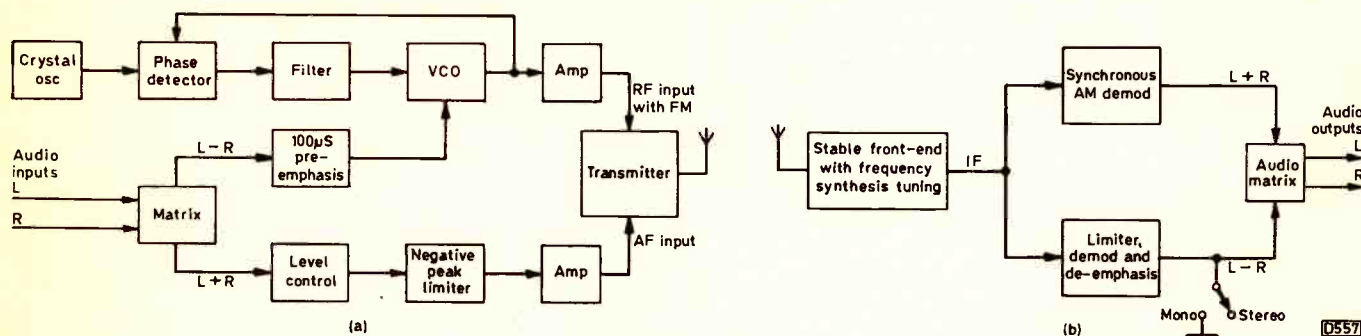 Crystal
osc
Phase
detector
Filter
VCO
Amp
RF input
with FM
L-R
100µS
pre-
emphasis
Audio
inputs
L
R
Matrix
Transmitter
AF input
L+R
Level
control
Negative
peak
limiter
Amp
(a)
Stable front-end
with frequency
synthesis tuning
IF
Synchronous
AM demod
L+R
Audio
outputs
L
R
Audio
matrix
Limiter,
demod and
de-emphasis
L-R
Mono
Stereo
(b)
D557